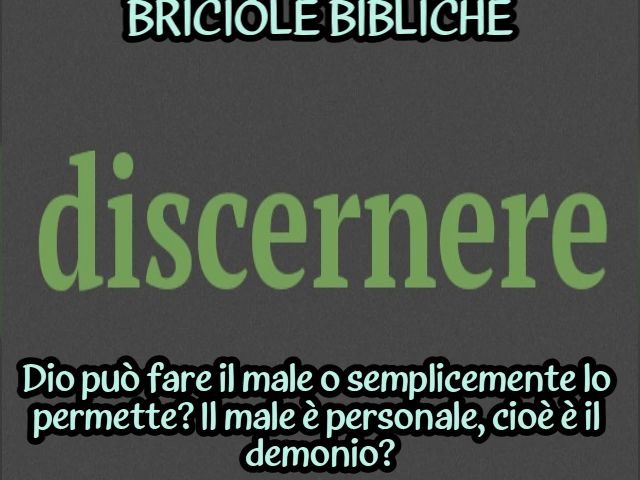 BRICIOLE BIBLICHE
discernere
Dio può fare il male o semplicemente lo
permette? Il male è personale, cioè è il
demonio?